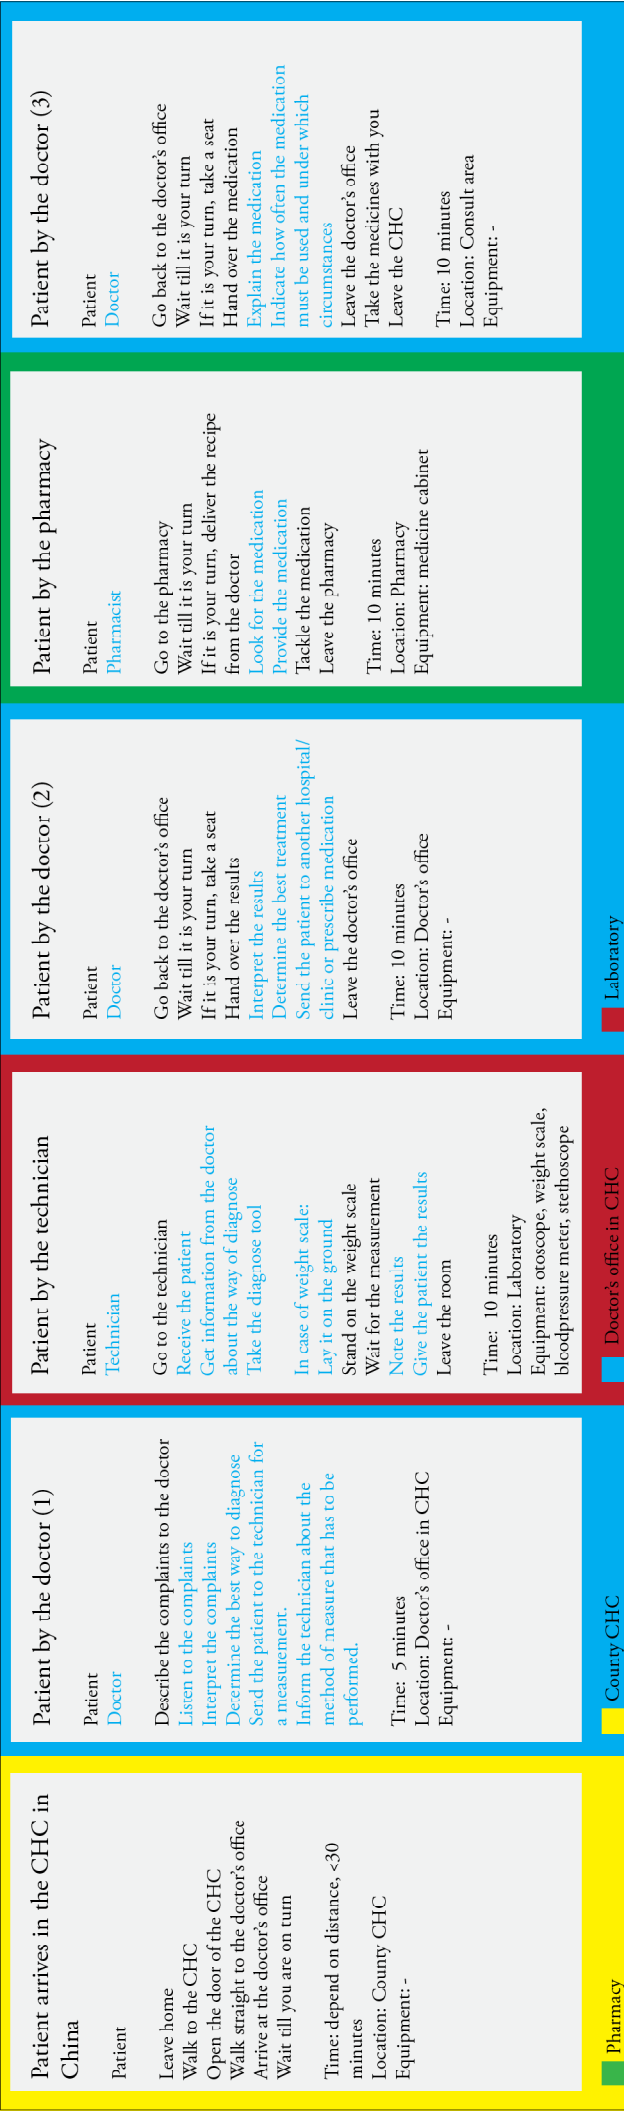 Patient arrives in the CHC in
China
Patient
Leave home
Walk to the CHC
Open the door of the CHC
Walk straight to the doctor's office
Arrive at the doctor's office
Wait till you are on turn
Time: depend on distance, <30
minutes
Location: County CHC
Equipment: -
Patient by the doctor (1)
Patient
Doctor
Describe the complaints to the doctor
Listen to the complaints
Interpret the complaints
Determine the best way to diagnose
Send the patient to the technician for
a measurement.
Inform the technician about the
method of measure that has to be
performed.
Time: 5 minutes
Location: Doctor's office in CHC
Equipment: -
Patient by the technician
Patient
Technician
Go to the technician
Receive the patient
Get information from the doctor
about the way of diagnose
Take the diagnose tool
In case of weight scale:
Lay it on the ground
Stand on the weight scale
Wait for the measurement
Note the results
Give the patient the results
Leave the room
Time: 10 minutes
Location: Laboratory
Equipment: otoscope, weight scale,
bloodpressure meter, stethoscope
Patient by the doctor (2)
Patient
Doctor
Go back to the doctor's office
Wait till it is your turn
If it is your turn, take a seat
Hand over the results
Interpret the results
Determine the best treatment
Send the patient to another hospital/
clinic or prescribe medication
Leave the doctor's office
Time: 10 minutes
Location: Doctor's office
Equipment: -
Patient by the pharmacy
Patient
Pharmacist
Go to the pharmacy
Wait till it is your turn
If it is your turn, deliver the recipe
from the doctor
Look for the medication
Provide the medication
Tackle the medication
Leave the pharmacy
Time: 10 minutes
Location: Pharmacy
Equipment: medicine cabinet
Patient by the doctor (3)
Patient
Doctor
Go back to the doctor's office
Wait till it is your turn
If it is your turn, take a seat
Hand over the medication
Explain the medication
Indicate how often the medication
must be used and under which
circumstances
Leave the doctor's office
Take the medicines with you
Leave the CHC
Time: 10 minutes
Location: Consult area
Equipment: -
Pharmacy
County CHC
Doctor's office in CHC
Laboratory